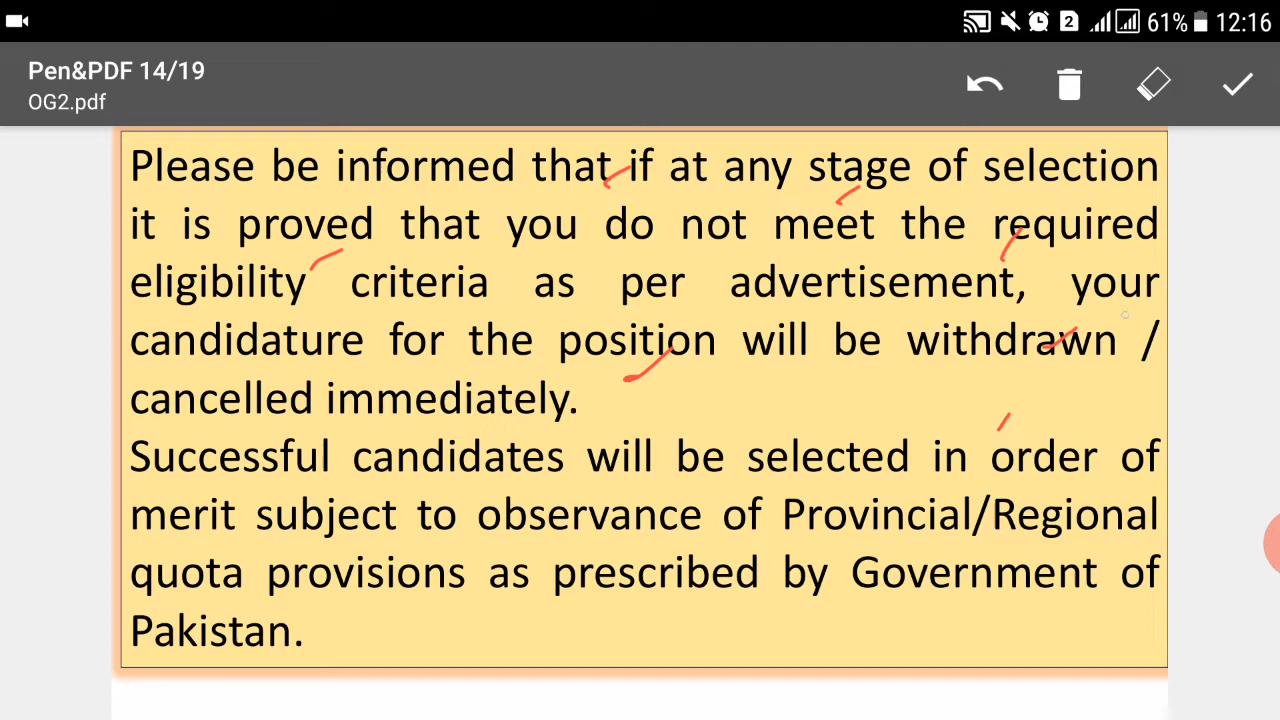 2 61% 12:16
Pen&PDF 14/19
OG2.pdf
Please be informed that if at any stage of selection
it is proved that you do not meet the required
eligibility criteria as per advertisement, your
candidature for the position will be withdrawn /
cancelled immediately.
Successful candidates will be selected in order of
merit subject to observance of Provincial/Regional
quota provisions as prescribed by Government of
Pakistan.